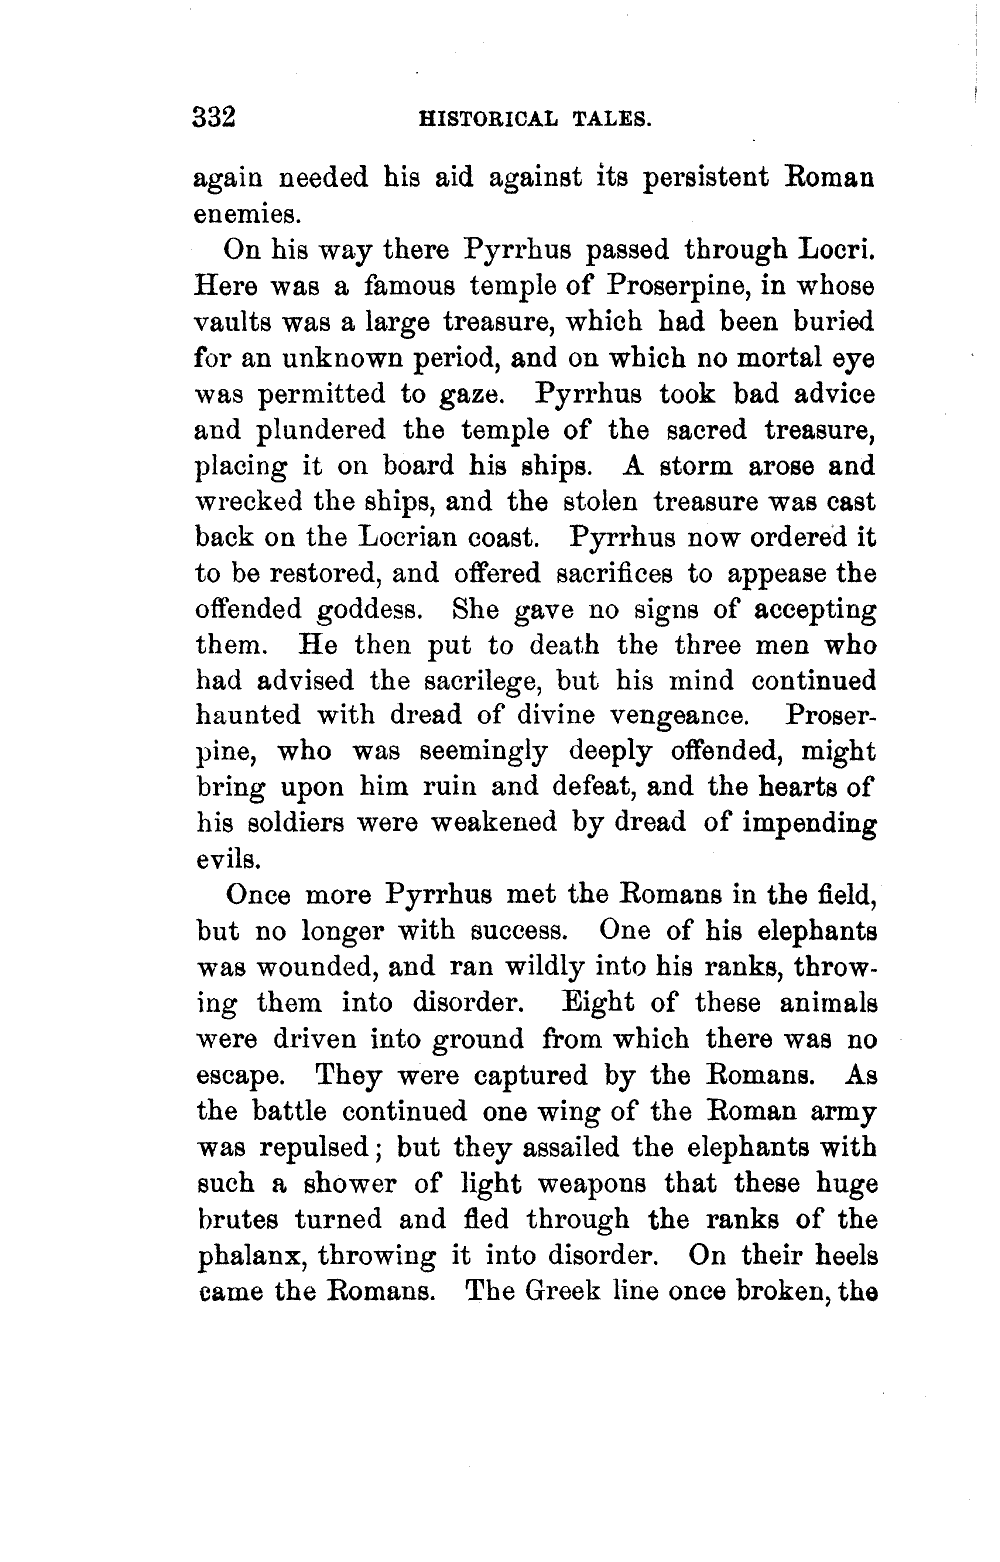 332 HISTORICAL TALES.
again needed his aid against its persistent Roman
enemies.
On his way there Pyrrhus passed through Locri.
Here was a famous temple of Proserpine, in whose
vaults was a large treasure, which had been buried
for an unknown period, and on which no mortal eye
was permitted to gaze. Pyrrhus took bad advice
and plundered the temple of the sacred treasure,
placing it on board his ships. A storm arose and
wrecked the ships, and the stolen treasure was cast
back on the Locrian coast. Pyrrhus now ordered it
to be restored, and offered sacrifices to appease the
offended goddess. She gave no signs of accepting
them. He then put to death the three men who
had advised the sacrilege, but his mind continued
haunted with dread of divine vengeance. Proser-
pine, who was seemingly deeply offended, might
bring upon him ruin and defeat, and the hearts of
his soldiers were weakened by dread of impending
evils.
Once more Pyrrhus met the Romans in the field,
but no longer with success. One of his elephants
was wounded, and ran wildly into his ranks, throw-
ing them into disorder. Eight of these animals
were driven into ground from which there was no
escape. They were captured by the Romans. As
the battle continued one wing of the Roman army
was repulsed; but they assailed the elephants with
such a shower of light weapons that these huge
brutes turned and fled through the ranks of the
phalanx, throwing it into disorder. On their heels
came the Romans. The Greek line once broken, the